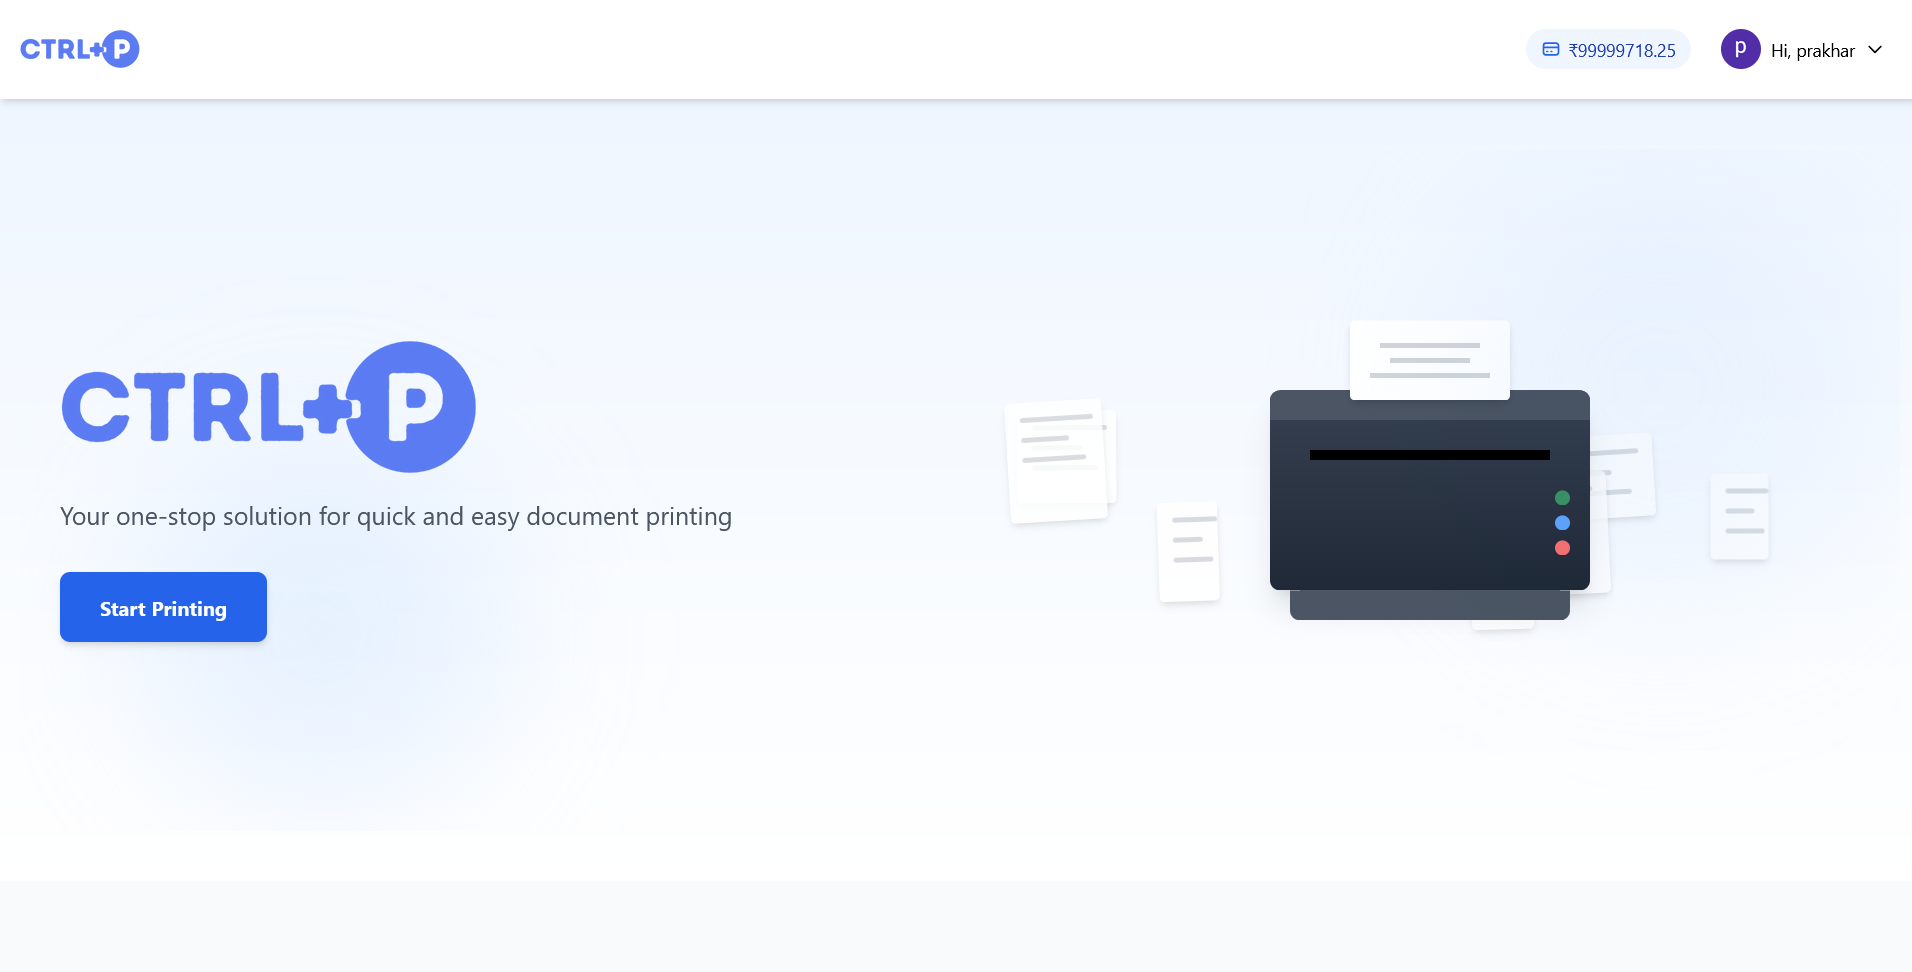 CTRL+P
₹99999718.25
p
Hi, prakhar
CTRL+P
Your one-stop solution for quick and easy document printing
Start Printing